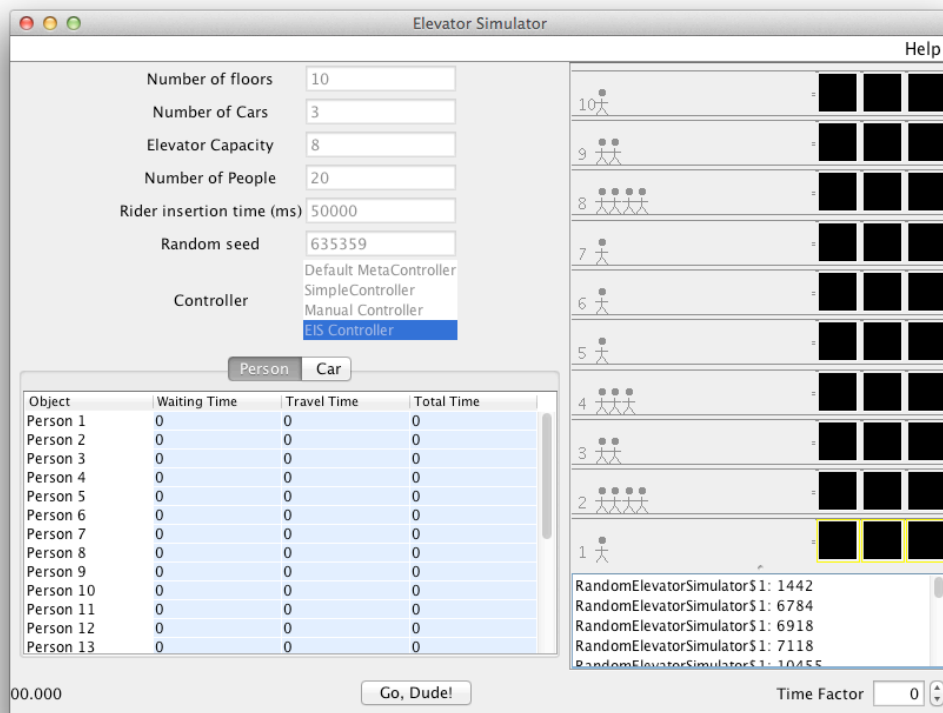 Elevator Simulator
Help
Number of floors 10
Number of Cars 3
Elevator Capacity 8
Number of People 20
Rider insertion time (ms) 50000
Random seed 635359
Controller
Default MetaController
SimpleController
Manual Controller
EIS Controller
Person Car
Object Waiting Time Travel Time Total Time
Person 1 0 0 0
Person 2 0 0 0
Person 3 0 0 0
Person 4 0 0 0
Person 5 0 0 0
Person 6 0 0 0
Person 7 0 0 0
Person 8 0 0 0
Person 9 0 0 0
Person 10 0 0 0
Person 11 0 0 0
Person 12 0 0 0
Person 13 0 0 0
10
9
8
7
6
5
4
3
2
1
RandomElevatorSimulator$1: 1442
RandomElevatorSimulator$1: 6784
RandomElevatorSimulator$1: 6918
RandomElevatorSimulator$1: 7118
RandomElevatorSimulator$1: 10455
00.000
Go, Dude!
Time Factor 0